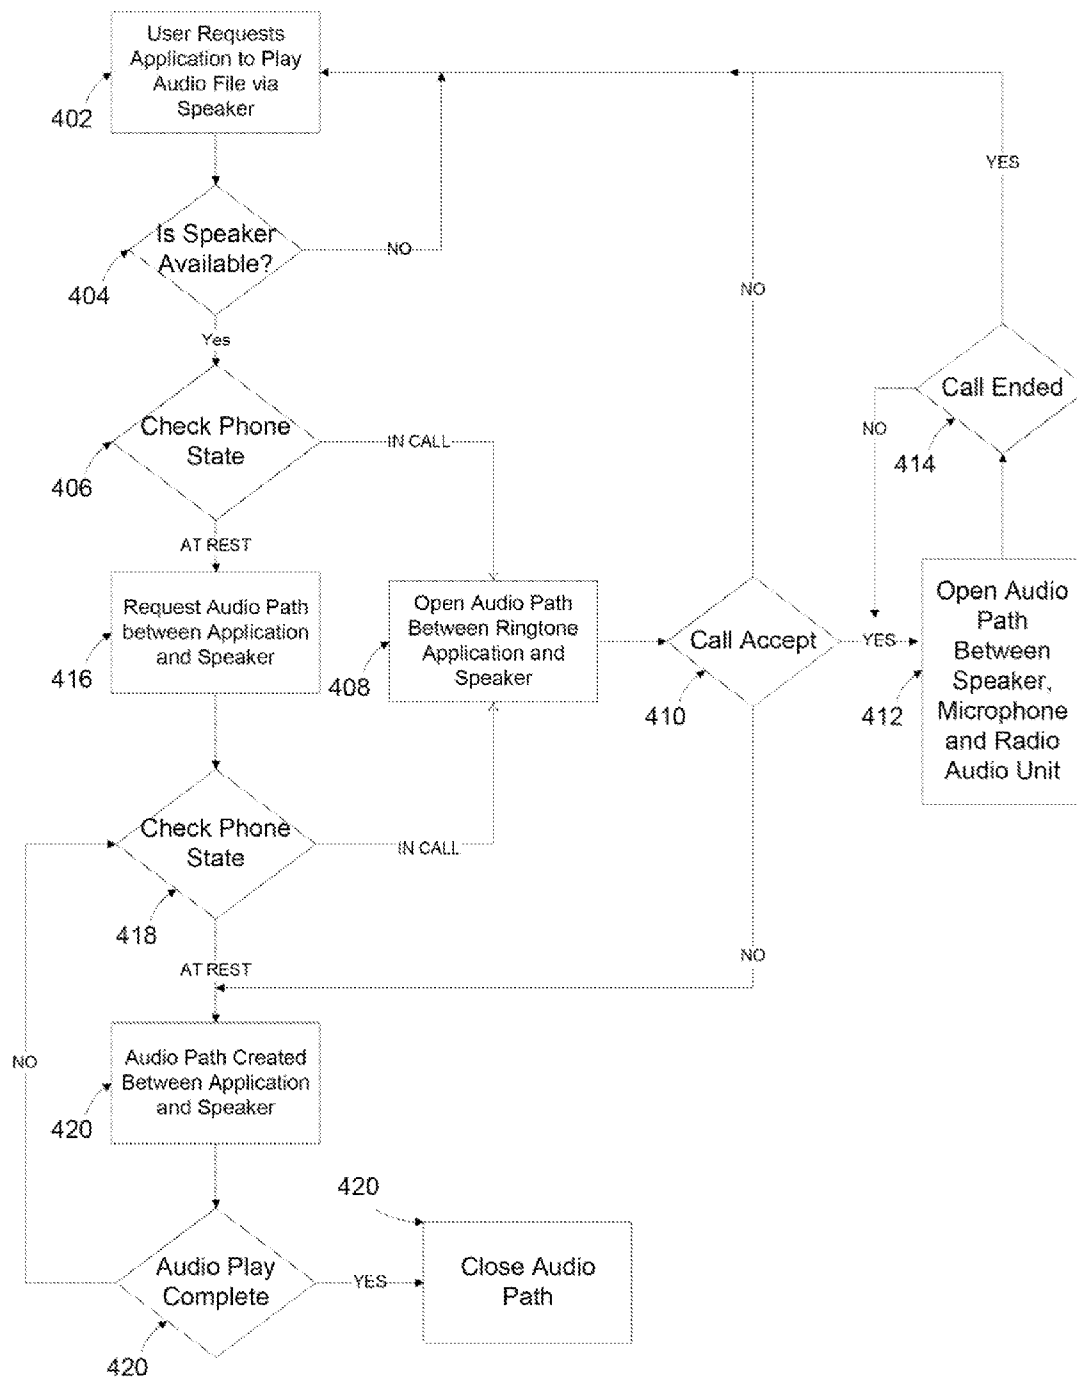 User Requests
Application to Play
Audio File via
Speaker
402
Is Speaker
Available?
NO
404
Yes
Check Phone
State
IN CALL
406
AT REST
Request Audio Path
between Application
and Speaker
416
Open Audio Path
Between Ringtone
Application and
Speaker
408
NO
Call Accept
410
YES
YES
Call Ended
NO
414
Open Audio
Path
Between
Speaker,
Microphone
and Radio
Audio Unit
412
Check Phone
State
IN CALL
418
AT REST
NO
NO
Audio Path Created
Between Application
and Speaker
420
Audio Play
Complete
YES
420
420
Close Audio
Path